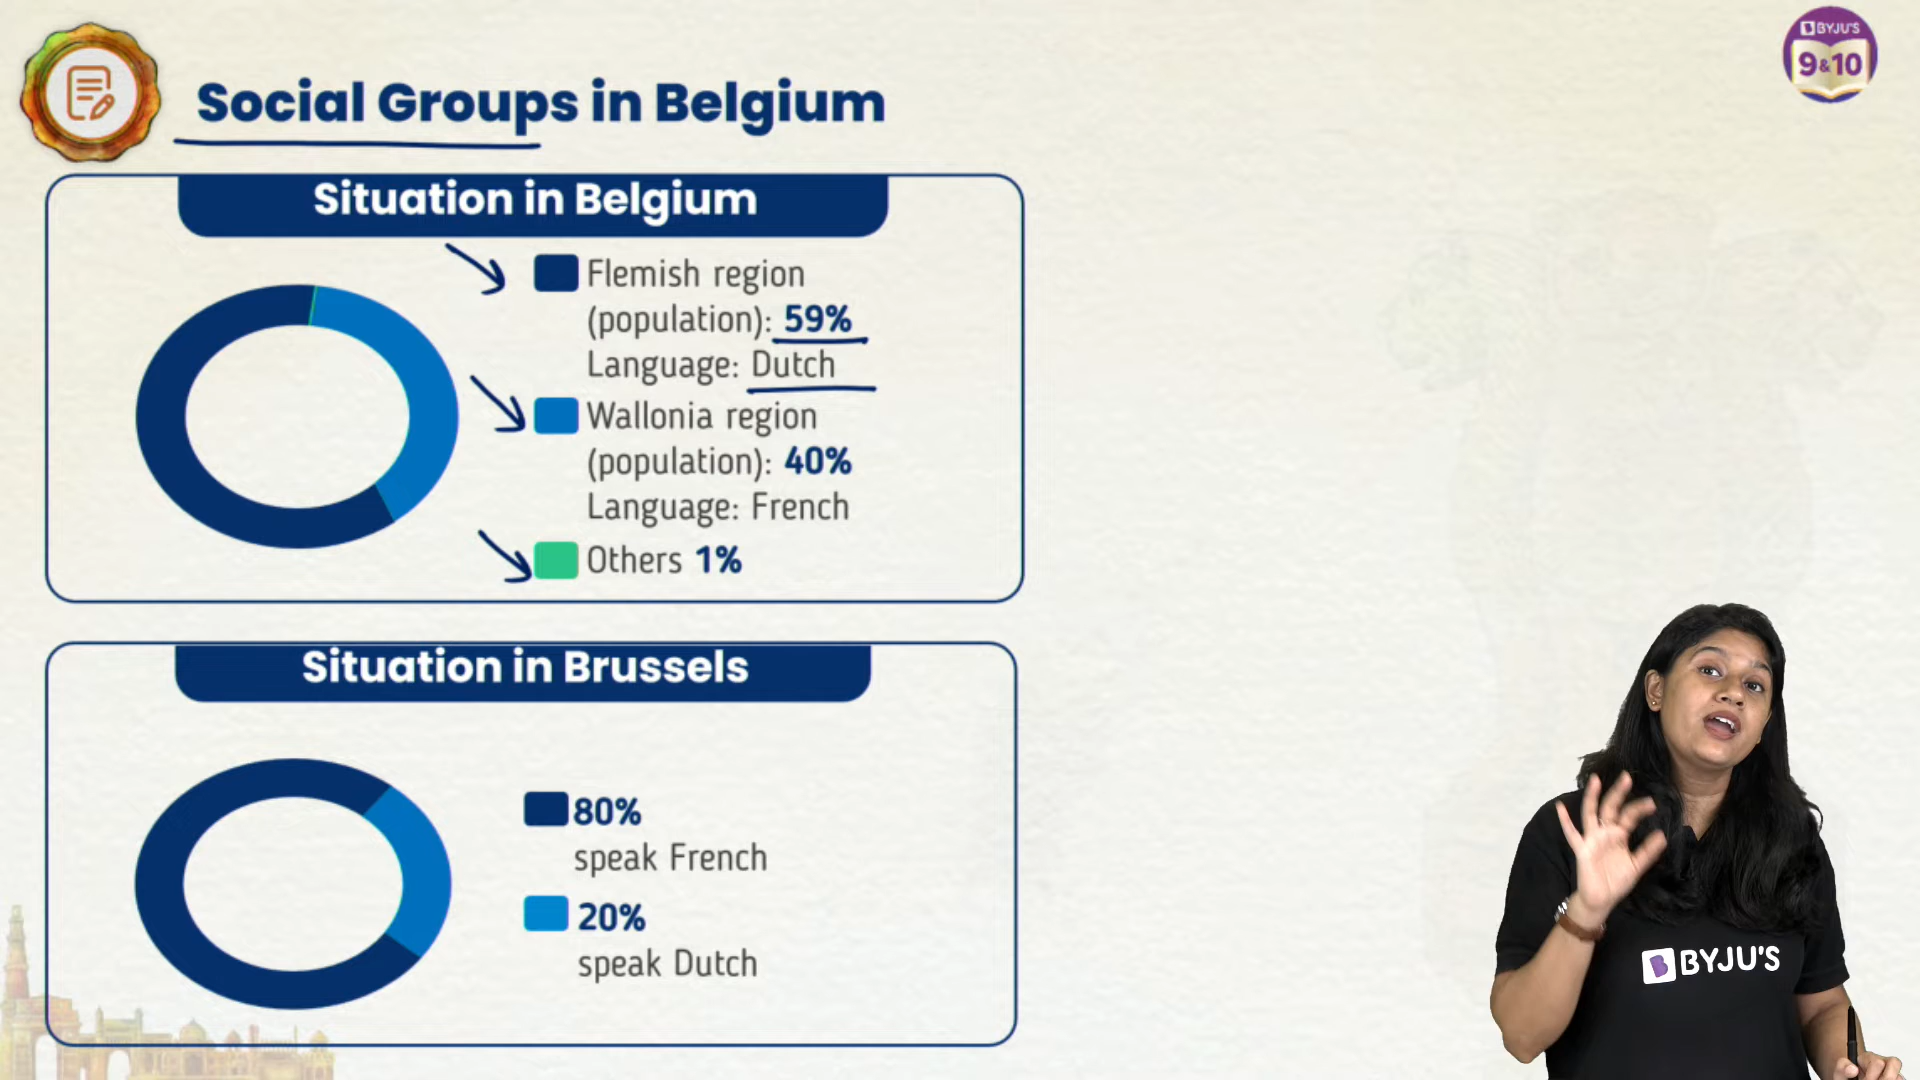 BYJU'S
9&10
Social Groups in Belgium
Situation in Belgium
Flemish region
(population): 59%
Language: Dutch
Wallonia region
(population): 40%
Language: French
Others 1%
Situation in Brussels
80%
speak French
20%
speak Dutch
BYJU'S